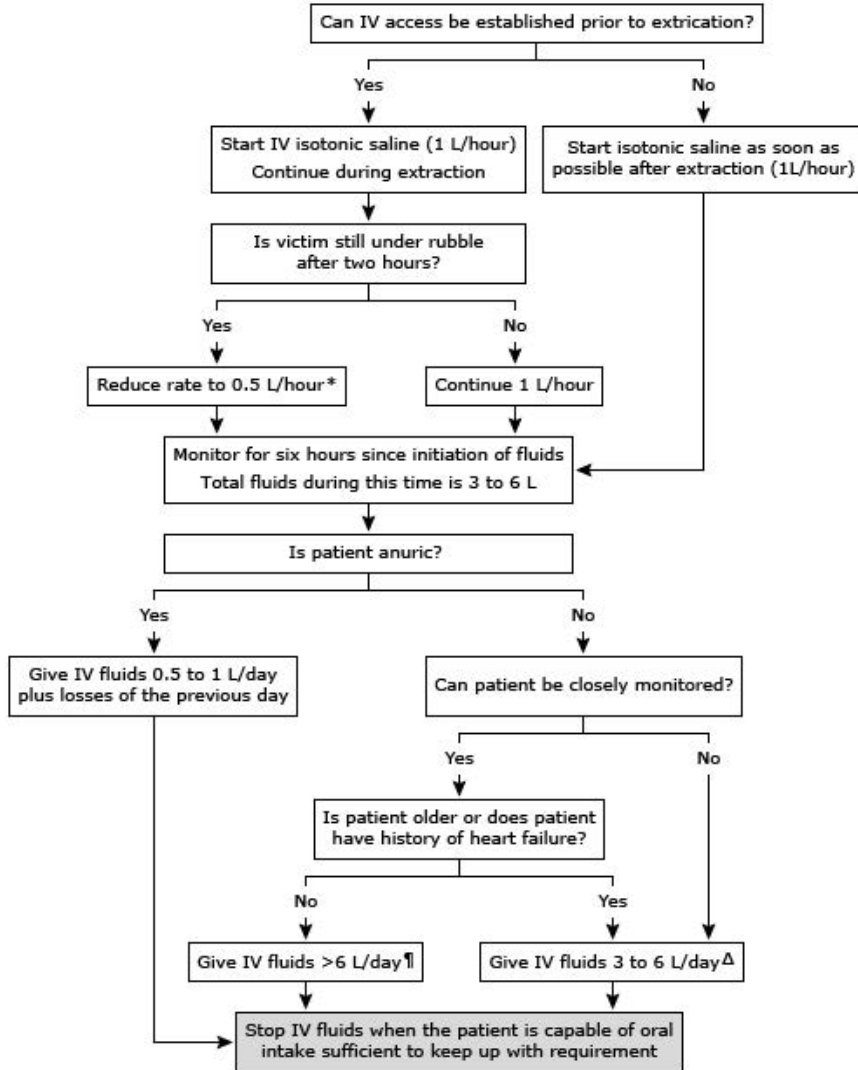 Can IV access be established prior to extrication?
Yes
No
Start IV isotonic saline (1 L/hour)
Continue during extraction
Start isotonic saline as soon as
possible after extraction (1L/hour)
Is victim still under rubble
after two hours?
Yes
No
Reduce rate to 0.5 L/hour*
Continue 1 L/hour
Monitor for six hours since initiation of fluids
Total fluids during this time is 3 to 6 L
Is patient anuric?
Yes
No
Give IV fluids 0.5 to 1 L/day
plus losses of the previous day
Can patient be closely monitored?
Yes
No
Is patient older or does patient
have history of heart failure?
No
Yes
Give IV fluids >6 L/day¶
Give IV fluids 3 to 6 L/dayΔ
Stop IV fluids when the patient is capable of oral
intake sufficient to keep up with requirement